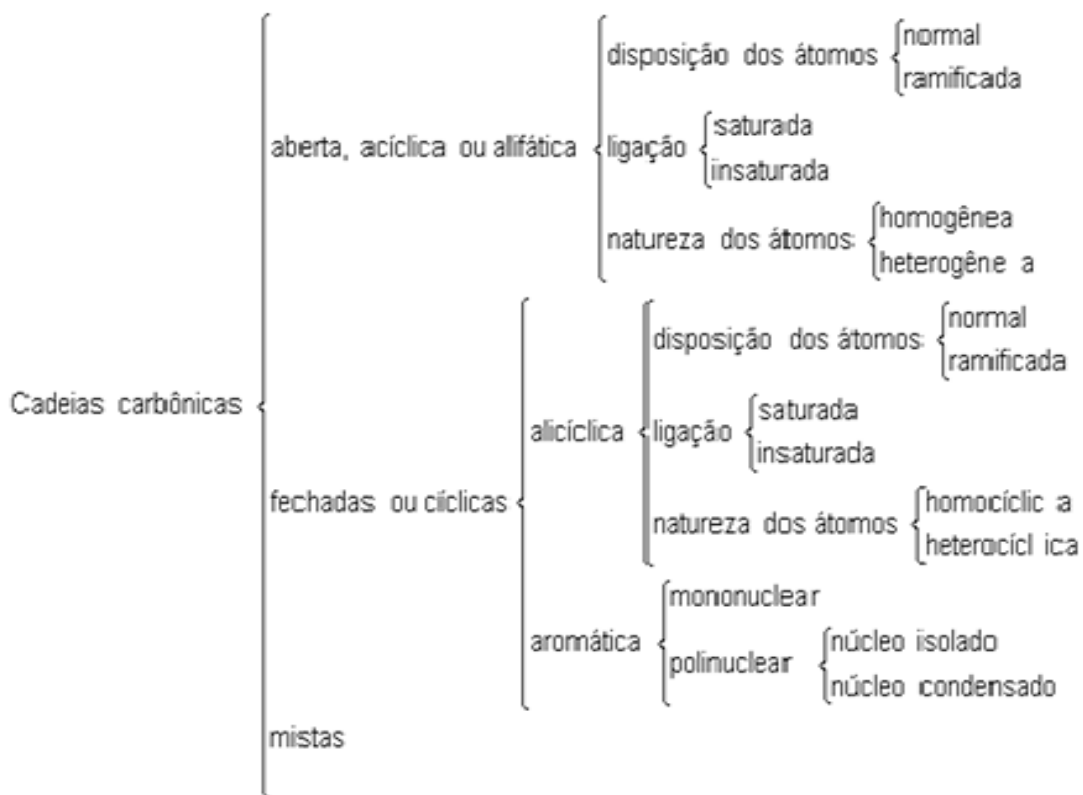 Cadeias carbônicas
aberta, acíclica ou allifática
disposição dos átomos
normal
ramificada
ligação
saturada
insaturada
natureza dos átomos:
homogênea
heterogêne a
fechadas ou cíclicas
alicíclica
disposição dos átomos:
normal
ramificada
ligação
saturada
insaturada
natureza dos átomos
homocíclic a
heterocícl ica
aromática
mononuclear
polinuclear
núcleo isolado
núcleo condensado
mistas